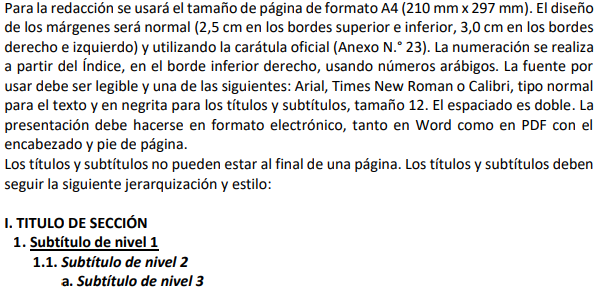 Para la redacción se usará el tamaño de página de formato A4 (210 mm x 297 mm). El diseño
de los márgenes será normal (2,5 cm en los bordes superior e inferior, 3,0 cm en los bordes
derecho e izquierdo) y utilizando la carátula oficial (Anexo N.° 23). La numeración se realiza
a partir del Índice, en el borde inferior derecho, usando números arábigos. La fuente por
usar debe ser legible y una de las siguientes: Arial, Times New Roman o Calibri, tipo normal
para el texto y en negrita para los títulos y subtítulos, tamaño 12. El espaciado es doble. La
presentación debe hacerse en formato electrónico, tanto en Word como en PDF con el
encabezado y pie de página.
Los títulos y subtítulos no pueden estar al final de una página. Los títulos y subtítulos deben
seguir la siguiente jerarquización y estilo:
I. TITULO DE SECCIÓN
1. Subtítulo de nivel 1
1.1. Subtítulo de nivel 2
a. Subtítulo de nivel 3